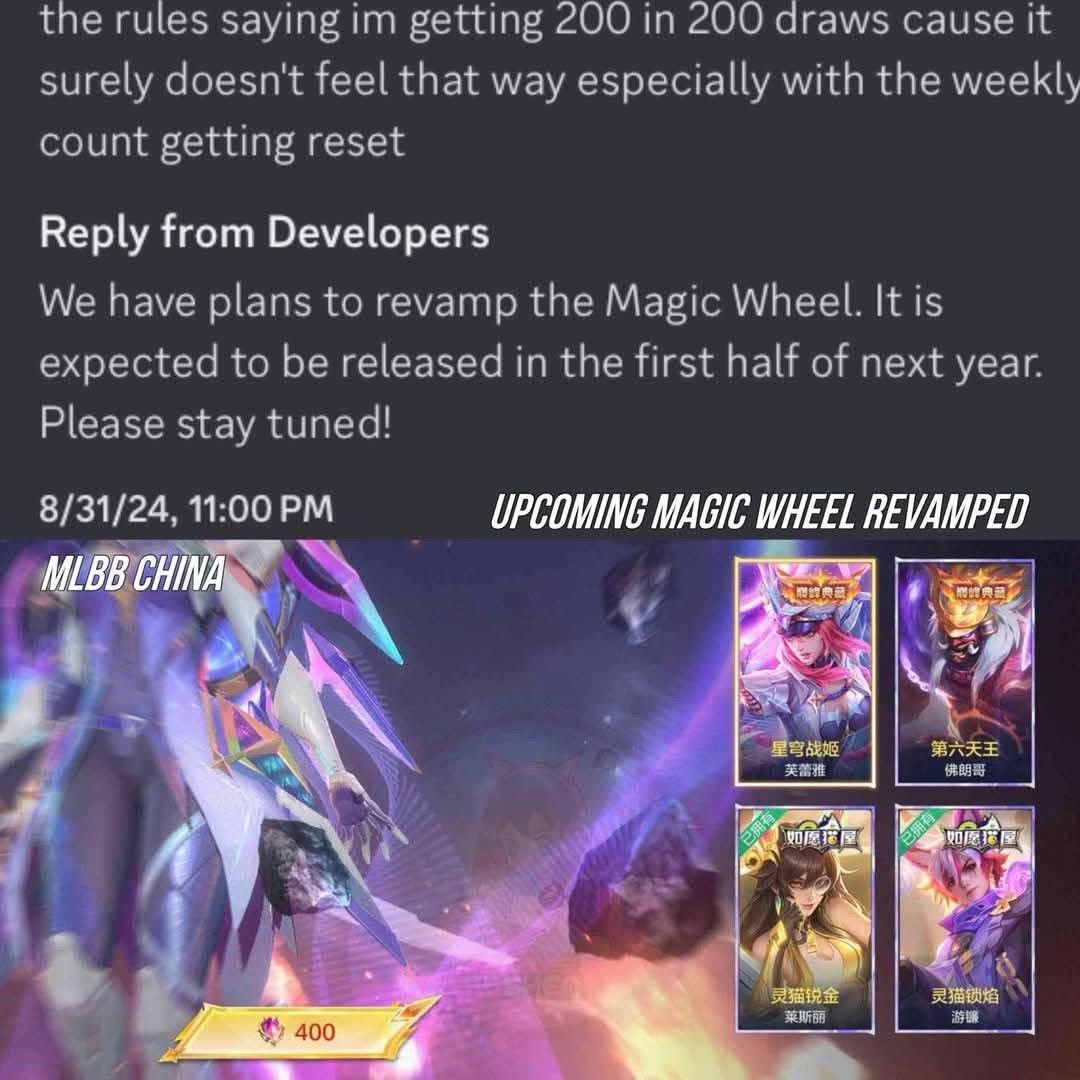 the rules saying im getting 200 in 200 draws cause it
surely doesn't feel that way especially with the weekly
count getting reset
Reply from Developers
We have plans to revamp the Magic Wheel. It is
expected to be released in the first half of next year.
Please stay tuned!
8/31/24, 11:00 PM
UPCOMING MAGIC WHEEL REVAMPED
MLBB CHINA
巅峰典藏
星穹战姬
芙蕾雅
巅峰典藏
第六天王
佛朗哥
已拥有
如愿猫屋
灵猫锐金
莱斯丽
已拥有
如愿猫屋
灵猫锁焰
游镰
400